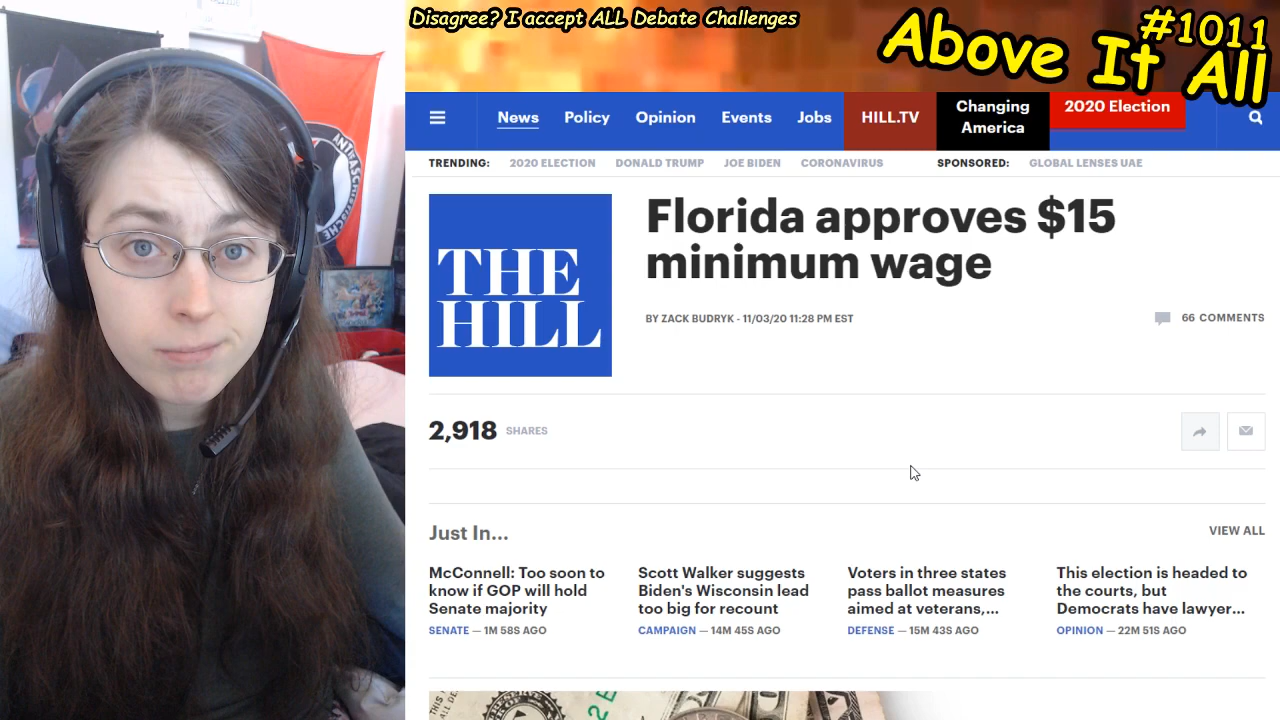 Disagree? I accept ALL Debate Challenges
#1011
Above It All
News Policy Opinion Events Jobs HILL.TV Changing America 2020 Election
TRENDING: 2020 ELECTION DONALD TRUMP JOE BIDEN CORONAVIRUS SPONSORED: GLOBAL LENSES UAE
THE
HILL
Florida approves $15
minimum wage
BY ZACK BUDRYK - 11/03/20 11:28 PM EST
66 COMMENTS
2,918 SHARES
Just In...
VIEW ALL
McConnell: Too soon to
know if GOP will hold
Senate majority
SENATE — 1M 58S AGO
Scott Walker suggests
Biden's Wisconsin lead
too big for recount
CAMPAIGN — 14M 45S AGO
Voters in three states
pass ballot measures
aimed at veterans,...
DEFENSE — 15M 43S AGO
This election is headed to
the courts, but
Democrats have lawyer...
OPINION — 22M 51S AGO
ANTIFASCHISTISCHE